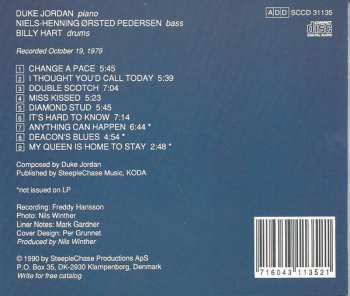 DUKE JORDAN piano
NIELS-HENNING ØRSTED PEDERSEN bass
BILLY HART drums
ADD SCCD 31135
COMPACT
disc
DIGITAL AUDIO
Recorded October 19, 1979
1 CHANGE A PACE 5:45
2 I THOUGHT YOU'D CALL TODAY 5:39
3 DOUBLE SCOTCH 7:04
4 MISS KISSED 5:23
5 DIAMOND STUD 5:45
6 IT'S HARD TO KNOW 7:14
7 ANYTHING CAN HAPPEN 6:44 *
8 DEACON'S BLUES 4:54 *
9 MY QUEEN IS HOME TO STAY 2:48 *
Composed by Duke Jordan
Published by SteepleChase Music, KODA
*not issued on LP
Recording: Freddy Hansson
Photo: Nils Winther
Liner Notes: Mark Gardner
Cover Design: Per Grunnet
Produced by Nils Winther
© 1990 by SteepleChase Productions ApS
P.O. Box 35, DK-2930 Klampenborg, Denmark
Write for free catalog
716043113521